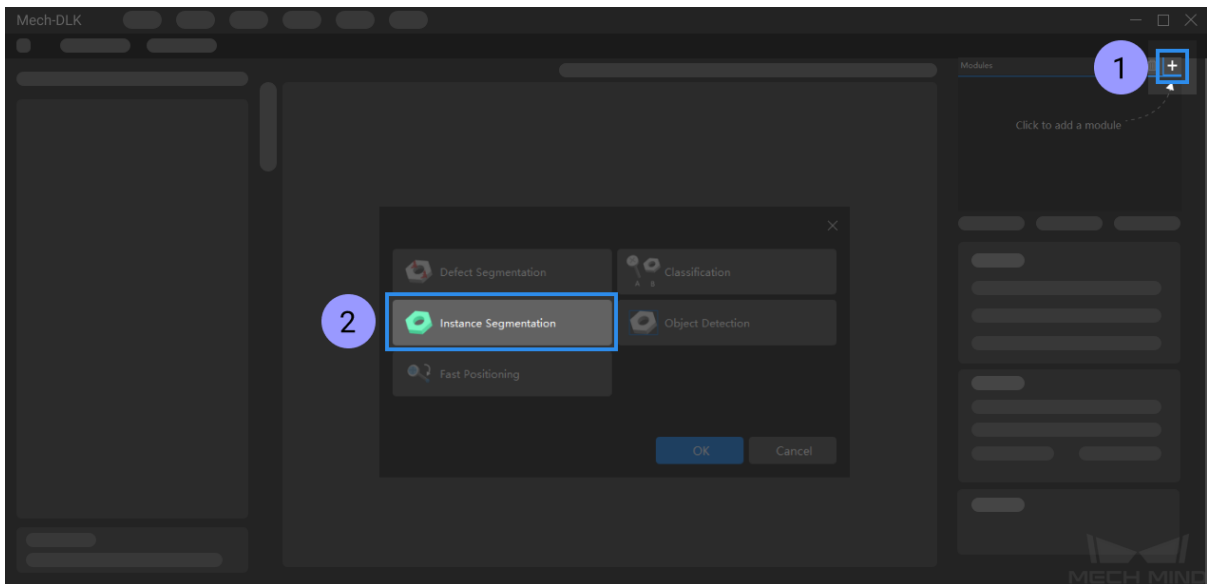 Mech-DLK
Modules
+
1
Click to add a module
Defect Segmentation
Classification
A B
2
Instance Segmentation
Object Detection
Fast Positioning
OK
Cancel
MECH MIND